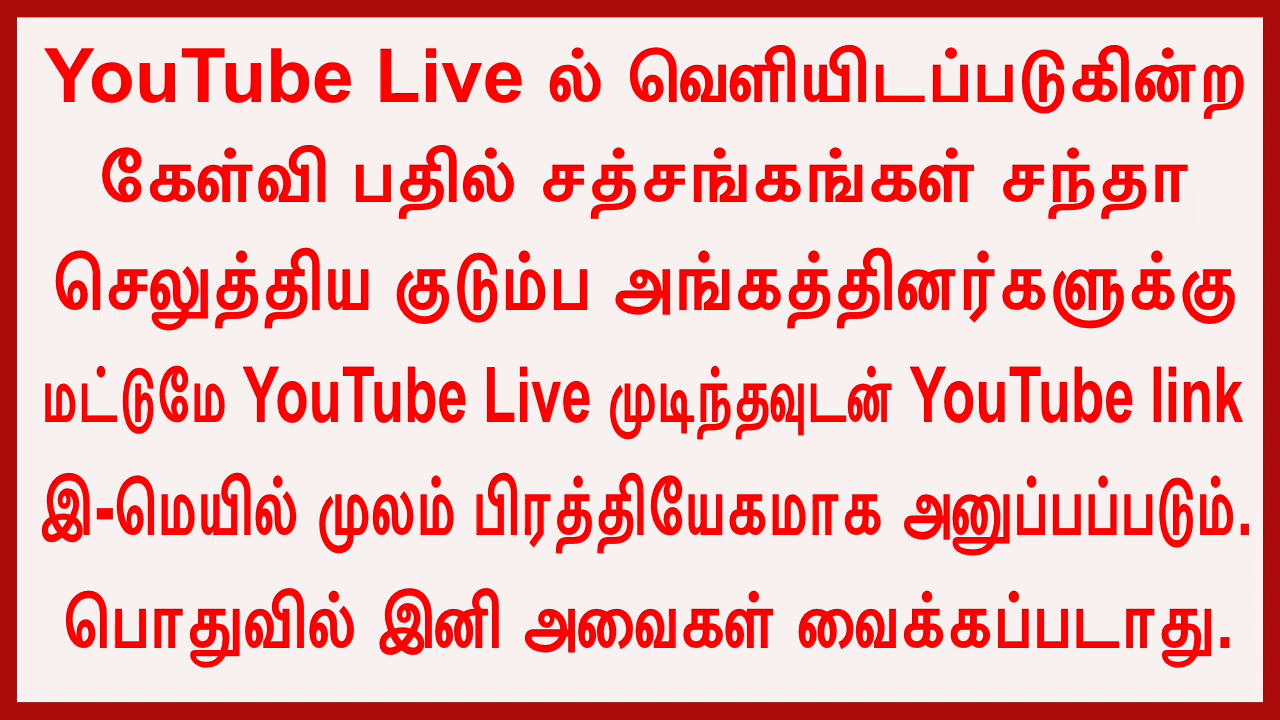 YouTube Live ல் வெளியிடப்படுகின்ற
கேள்வி பதில் சத்சங்கங்கள் சந்தா
செலுத்திய குடும்ப அங்கத்தினர்களுக்கு
மட்டுமே YouTube Live முடிந்தவுடன் YouTube link
இ-மெயில் முலம் பிரத்தியேகமாக அனுப்பப்படும்.
பொதுவில் இனி அவைகள் வைக்கப்படாது.